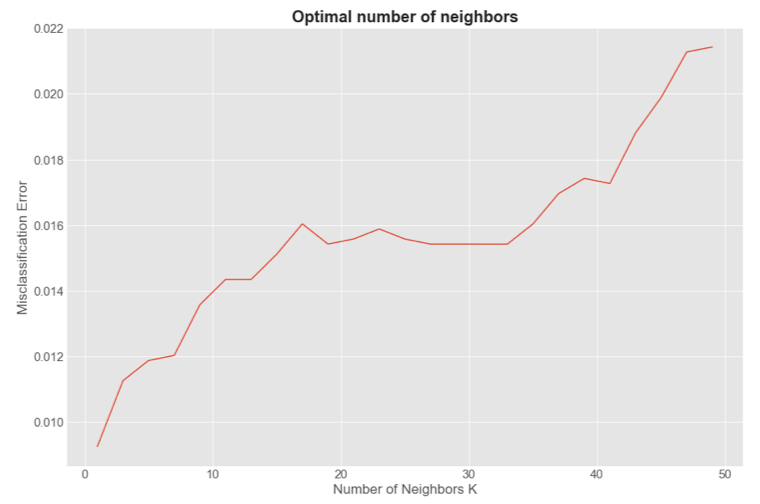 Optimal number of neighbors
0.022
0.020
0.018
0.016
0.014
0.012
0.010
Misclassification Error
0 10 20 30 40 50
Number of Neighbors K